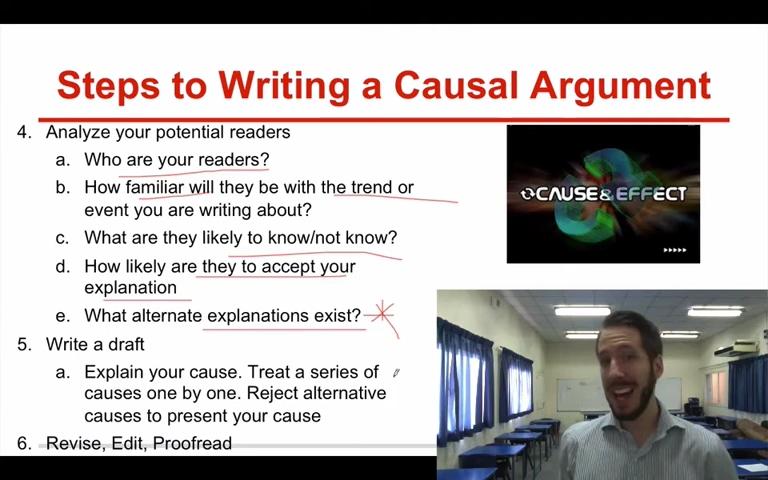 Steps to Writing a Causal Argument
4. Analyze your potential readers
a. Who are your readers?
b. How familiar will they be with the trend or
event you are writing about?
c. What are they likely to know/not know?
d. How likely are they to accept your
explanation
e. What alternate explanations exist?
5. Write a draft
a. Explain your cause. Treat a series of
causes one by one. Reject alternative
causes to present your cause
6. Revise, Edit, Proofread
CAUSE & EFFECT